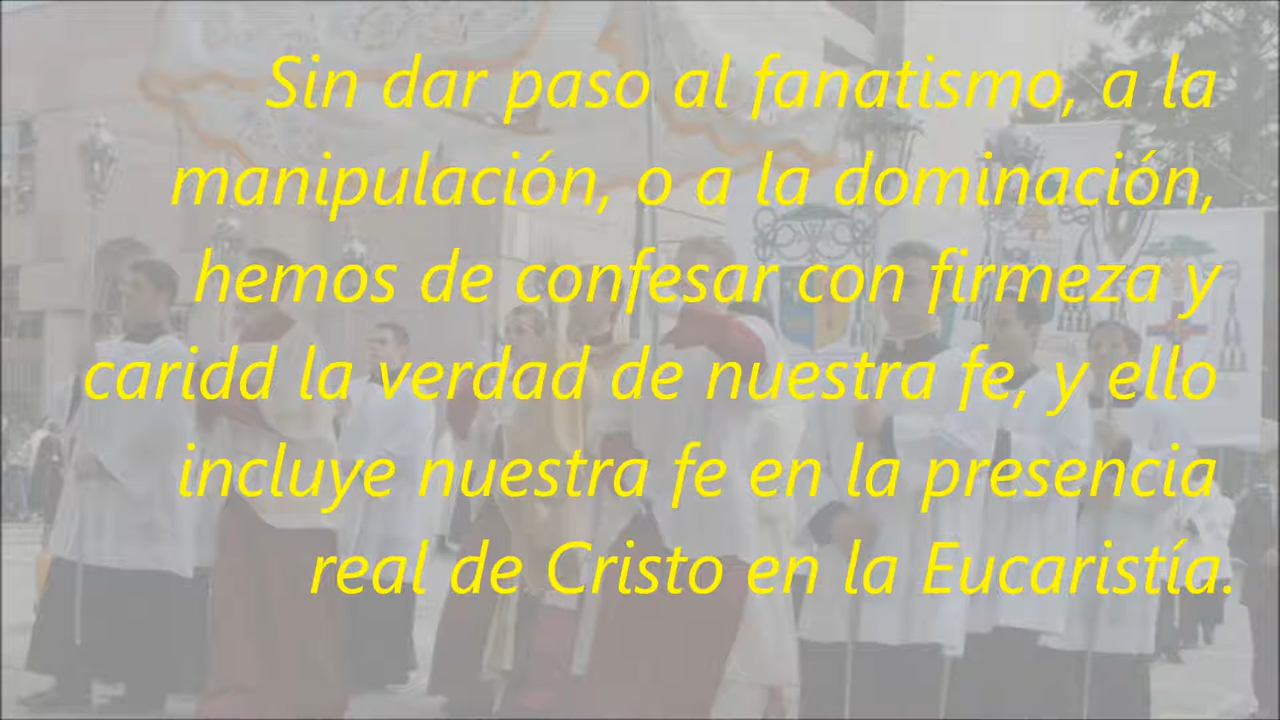 Sin dar paso al fanatismo, a la
manipulación, o a la dominación,
hemos de confesar con firmeza y
caridd la verdad de nuestra fe, y ello
incluye nuestra fe en la presencia
real de Cristo en la Eucaristía.